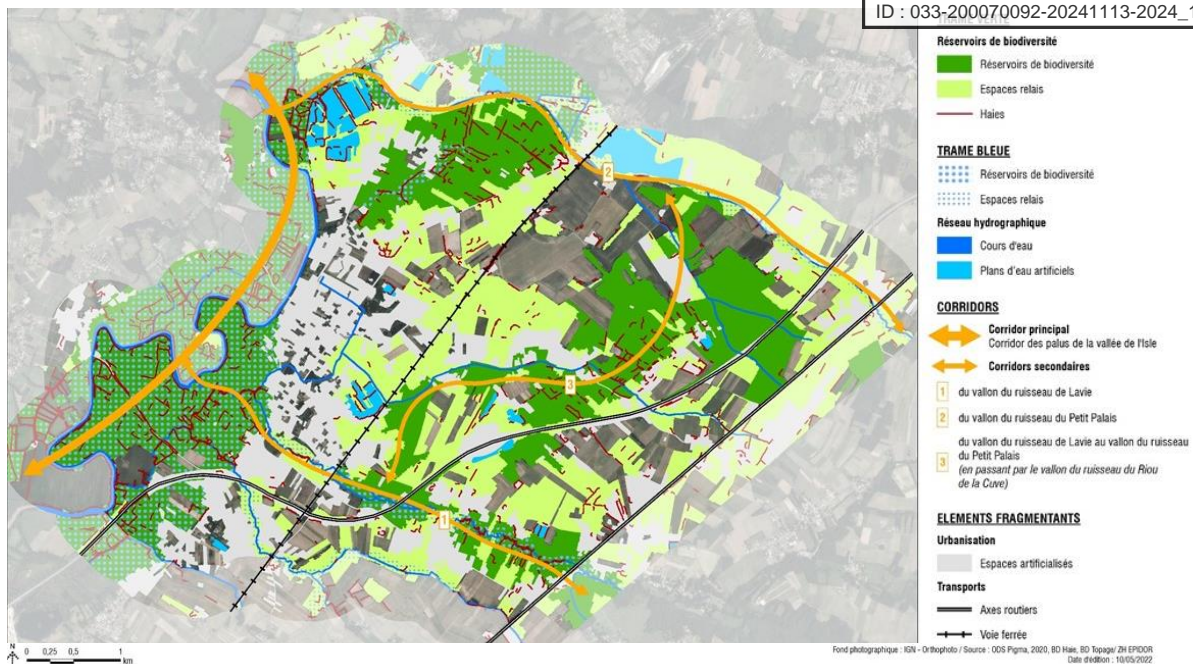 ID : 033-200070092-20241113-2024_1
TRAME VERTE
Réservoirs de biodiversité
Réservoirs de biodiversité
Espaces relais
Haies
TRAME BLEUE
Réservoirs de biodiversité
Espaces relais
Réseau hydrographique
Cours d'eau
Plans d'eau artificiels
CORRIDORS
Corridor principal
Corridor des palus de la vallée de l'Isle
Corridors secondaires
1 du vallon du ruisseau de Lavie
2 du vallon du ruisseau du Petit Palais
du vallon du ruisseau de Lavie au vallon du ruisseau
3 du Petit Palais
(en passant par le vallon du ruisseau du Riou
de la Cuve)
ELEMENTS FRAGMENTANTS
Urbanisation
Espaces artificialisés
Transports
Axes routiers
Voie ferrée
2
3
1
N
0 0,25 0,5 1
km
Fond photographique : IGN - Orthophoto / Source : ODS Pigma, 2020, BD Haie, BD Topage/ ZH EPIDOR
Date d'édition : 10/05/2022